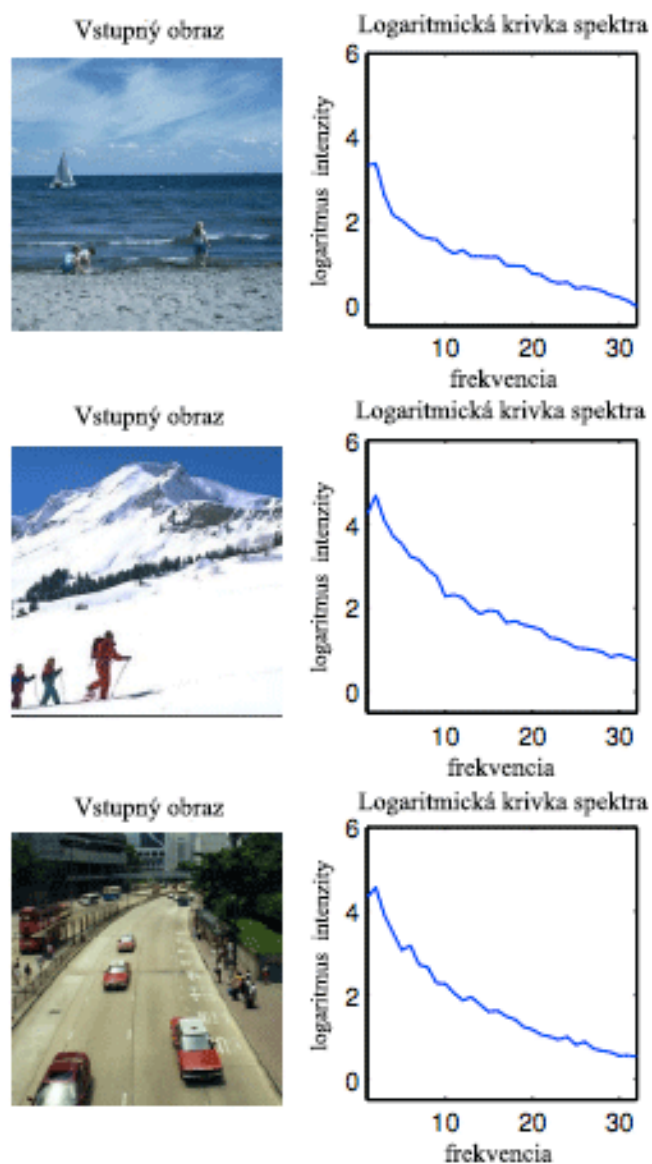 Vstupný obraz
Logaritmická krivka spektra
logaritmus intenzity
6
4
2
0
10 20 30
frekvencia
Vstupný obraz
Logaritmická krivka spektra
logaritmus intenzity
6
4
2
0
10 20 30
frekvencia
Vstupný obraz
Logaritmická krivka spektra
logaritmus intenzity
6
4
2
0
10 20 30
frekvencia